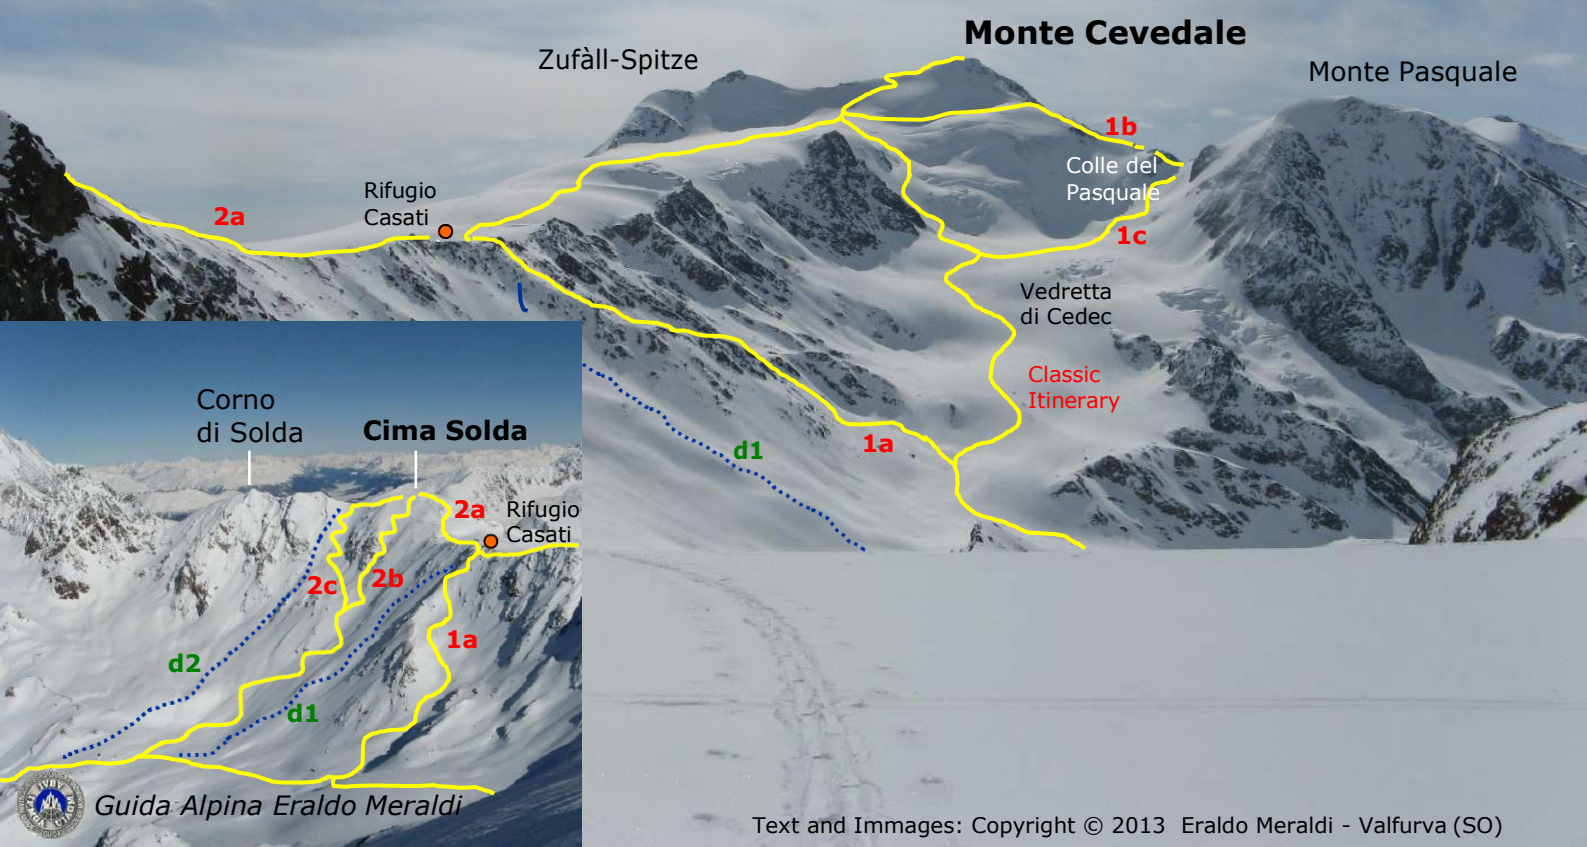 Monte Cevedale
Zufàll-Spitze
Monte Pasquale
1b
Colle del
Pasquale
Rifugio
Casati
2a
1c
Vedretta
di Cedec
Classic
Itinerary
1a
d1
Corno
di Solda
Cima Solda
2a
Rifugio
Casati
2c
2b
1a
d2
d1
Guida Alpina Eraldo Meraldi
Text and Immages: Copyright © 2013 Eraldo Meraldi - Valfurva (SO)